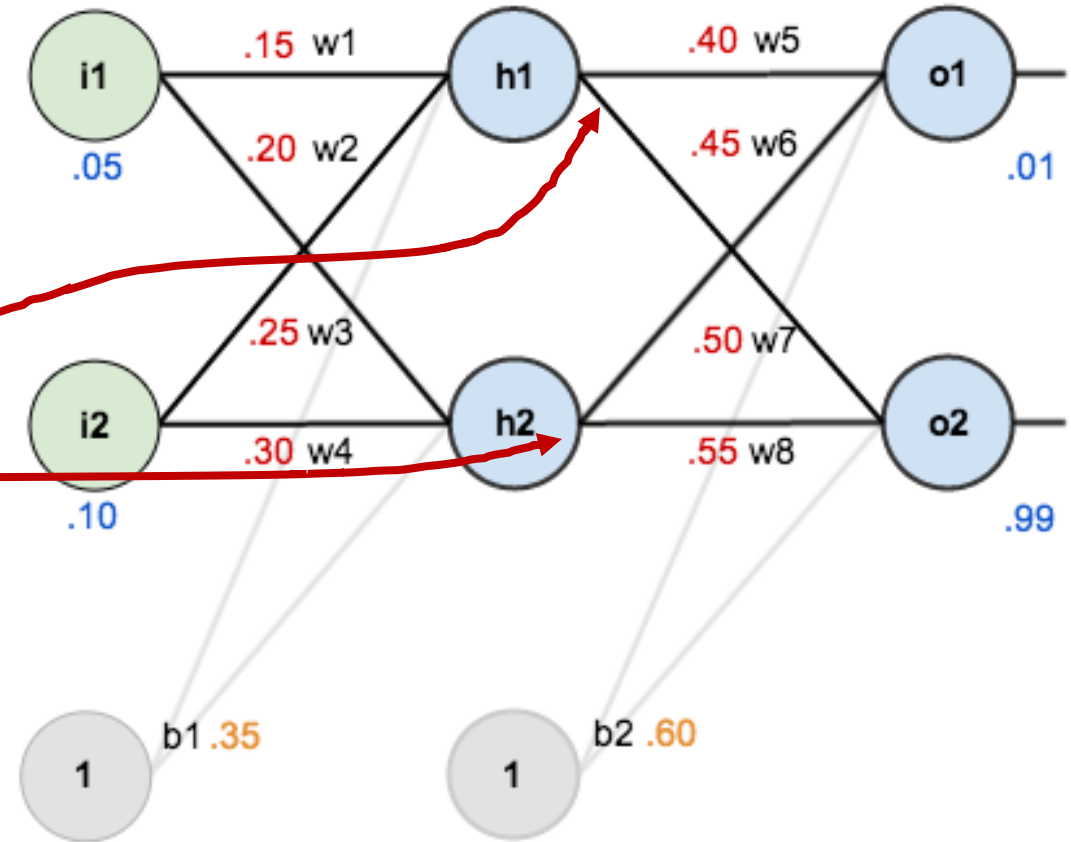 .15 w1
.40 w5
i1
h1
o1
.20 w2
.45 w6
.05
.01
.25 w3
.50 w7
i2
h2
o2
.30 w4
.55 w8
.10
.99
b1 .35
b2 .60
1
1